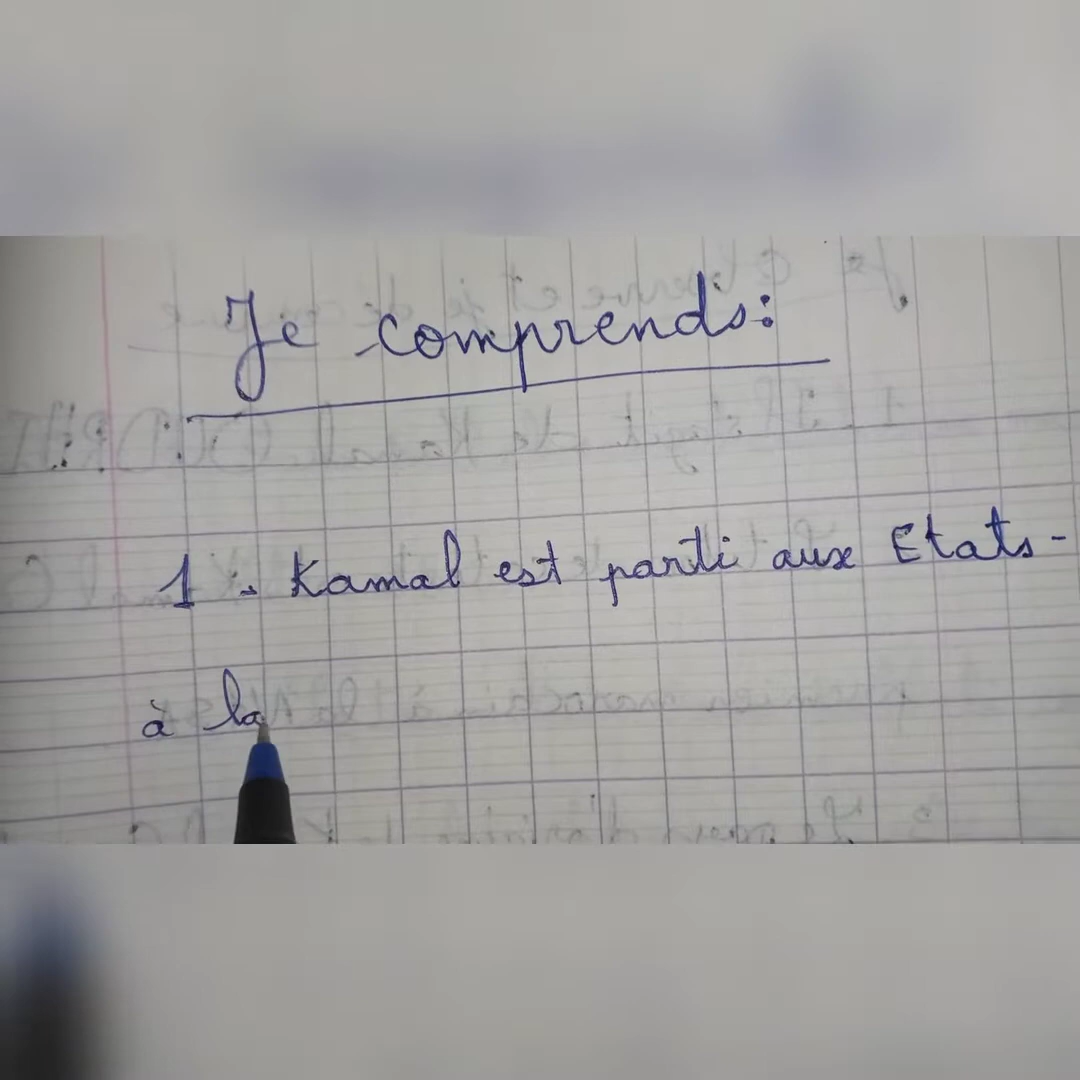 Je comprends:
1. Kamal est parti aux Etats-
à la